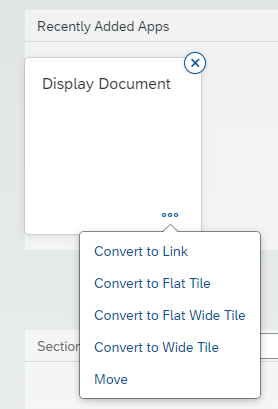 Recently Added Apps
Display Document
Convert to Link
Convert to Flat Tile
Convert to Flat Wide Tile
Section
Convert to Wide Tile
Move